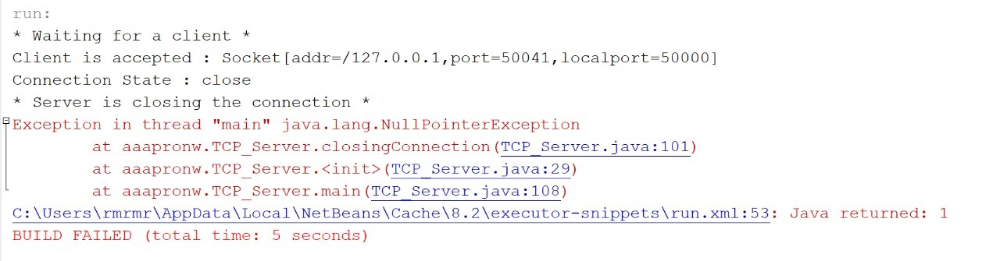 run:
* Waiting for a client *
Client is accepted : Socket[addr=/127.0.0.1,port=50041,localport=50000]
Connection State : close
* Server is closing the connection *
Exception in thread "main" java.lang.NullPointerException
at aaapronw.TCP_Server.closingConnection(TCP_Server.java:101)
at aaapronw.TCP_Server.<init>(TCP_Server.java:29)
at aaapronw.TCP_Server.main(TCP_Server.java:108)
C:\Users\rmrmr\AppData\Local\NetBeans\Cache\8.2\executor-snippets\run.xml:53: Java returned: 1
BUILD FAILED (total time: 5 seconds)